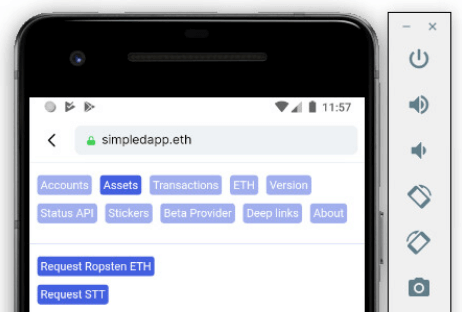 11:57
simpledapp.eth
Accounts Assets Transactions ETH Version
Status API Stickers Beta Provider Deep links About
Request Ropsten ETH
Request STT